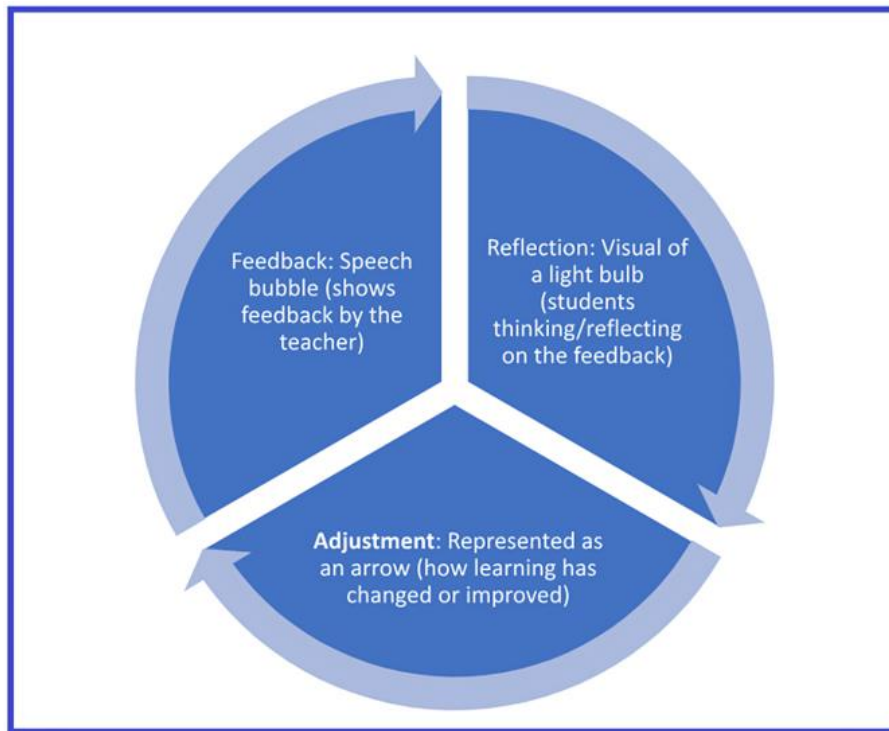 Feedback: Speech
bubble (shows
feedback by the
teacher)
Reflection: Visual of
a light bulb
(students
thinking/reflecting
on the feedback)
Adjustment: Represented as
an arrow (how learning has
changed or improved)